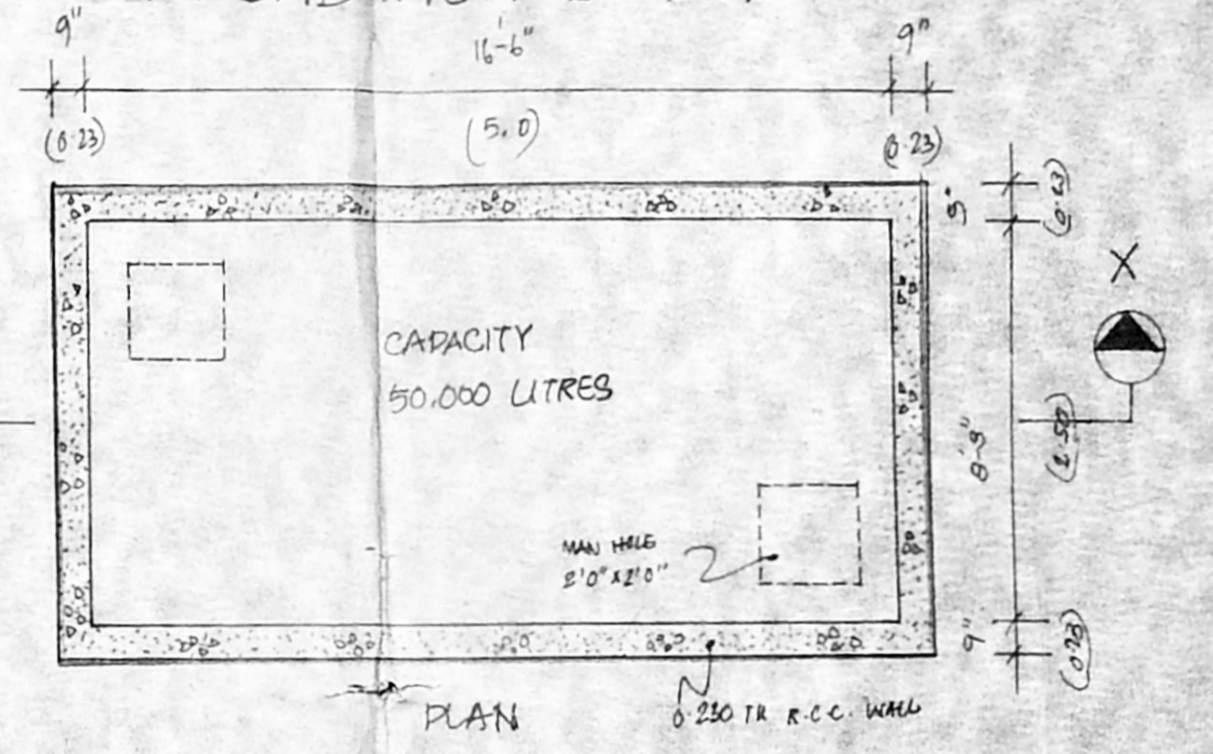 9"
16'-6"
9"
(0.23)
(5.0)
(0.23)
9"
(0.23)
X
CAPACITY
50,000 LITRES
8'-3"
(2.50)
MAN HOLE
2'0" X 2'0"
9"
(0.23)
PLAN
0.230 TH R.C.C. WALL